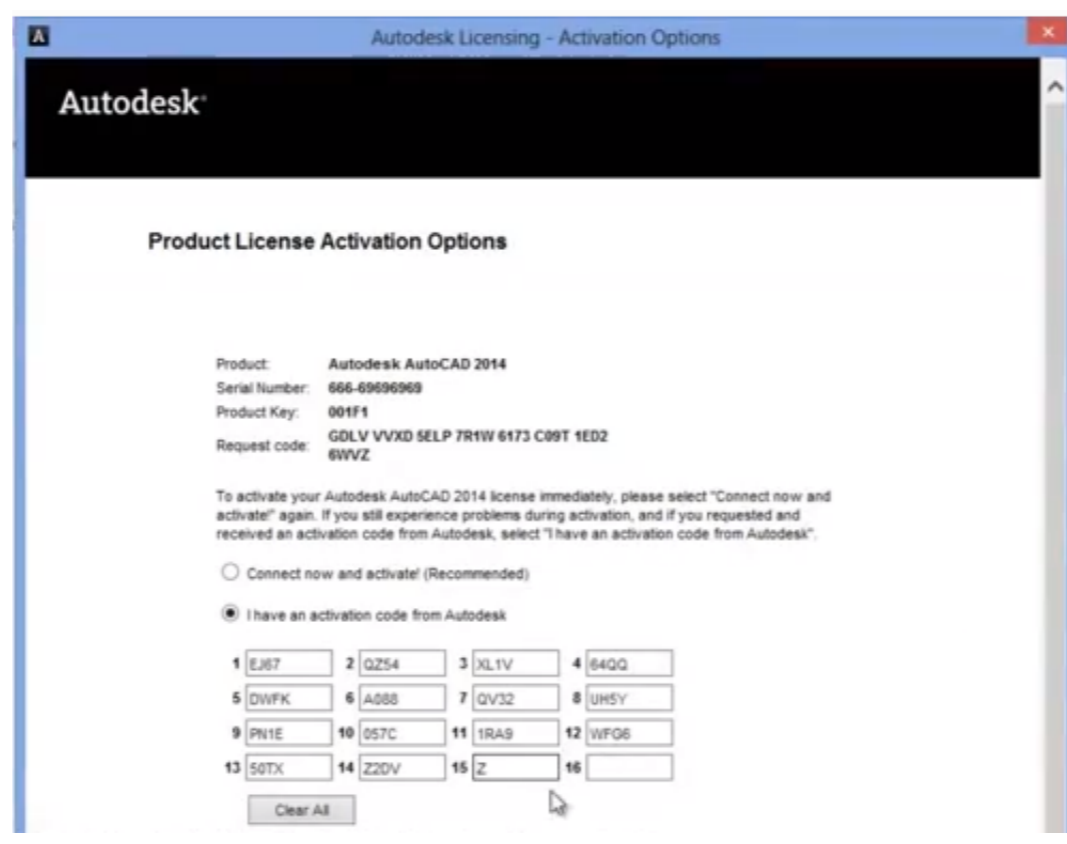 Autodesk Licensing - Activation Options
Autodesk
Product License Activation Options
Product: Autodesk AutoCAD 2014
Serial Number: 666-69696969
Product Key: 001F1
Request code: GDLV VVXD 5ELP 7R1W 6173 C09T 1ED2
6WVZ
To activate your Autodesk AutoCAD 2014 license immediately, please select "Connect now and
activate!" again. If you still experience problems during activation, and if you requested and
received an activation code from Autodesk, select "I have an activation code from Autodesk".
Connect now and activate! (Recommended)
I have an activation code from Autodesk
1 EJ67 2 QZ54 3 XL1V 4 64QQ
5 DWFK 6 A088 7 QV32 8 UH5Y
9 PN1E 10 057C 11 1RA9 12 WFG6
13 50TX 14 Z2DV 15 Z 16
Clear All